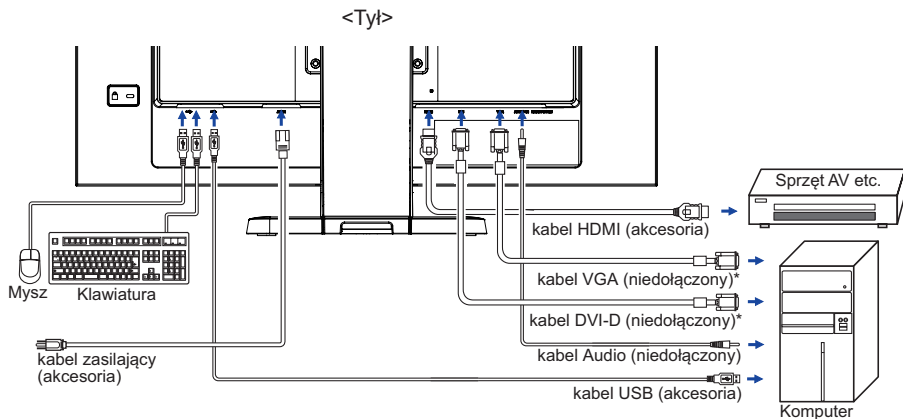 <Tył>
Sprzęt AV etc.
kabel HDMI (akcesoria)
kabel VGA (niedołączony)*
Mysz
Klawiatura
kabel DVI-D (niedołączony)*
kabel zasilający
(akcesoria)
kabel Audio (niedołączony)
kabel USB (akcesoria)
Komputer